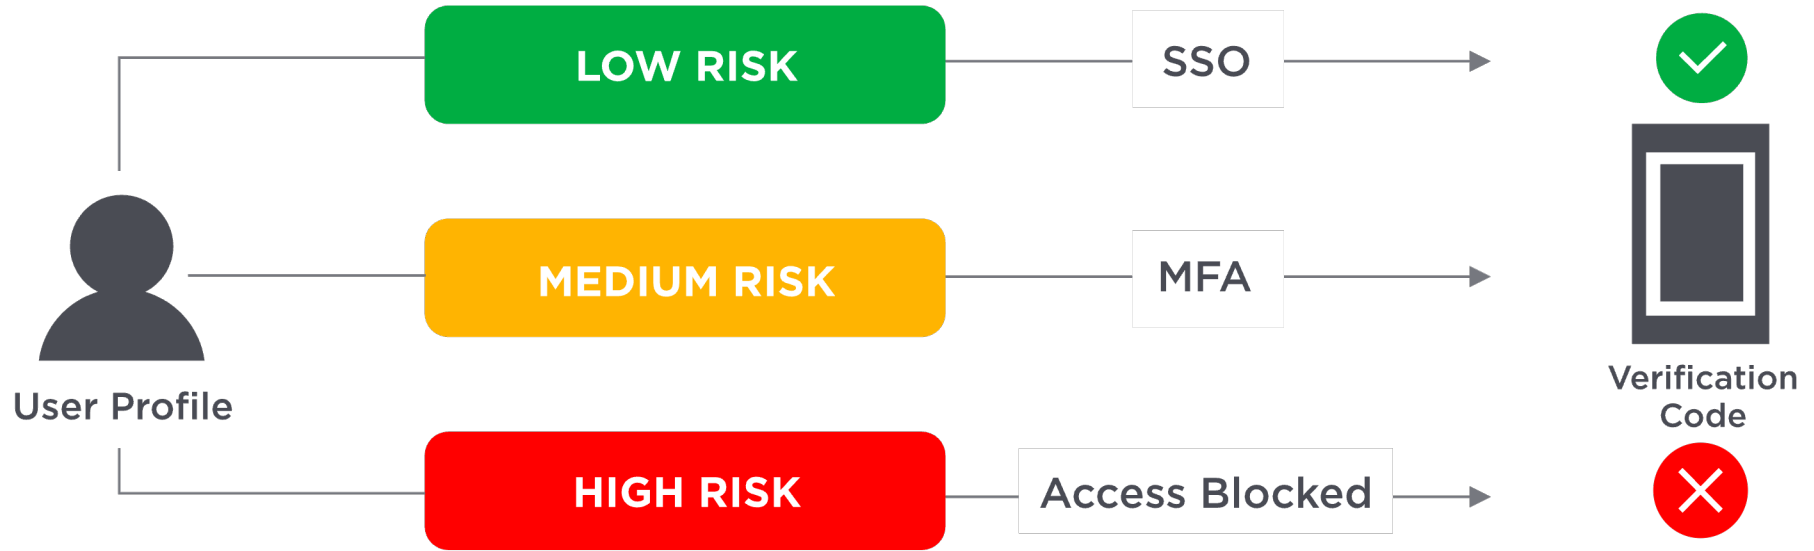 LOW RISK
SSO
MEDIUM RISK
MFA
User Profile
Verification
Code
HIGH RISK
Access Blocked